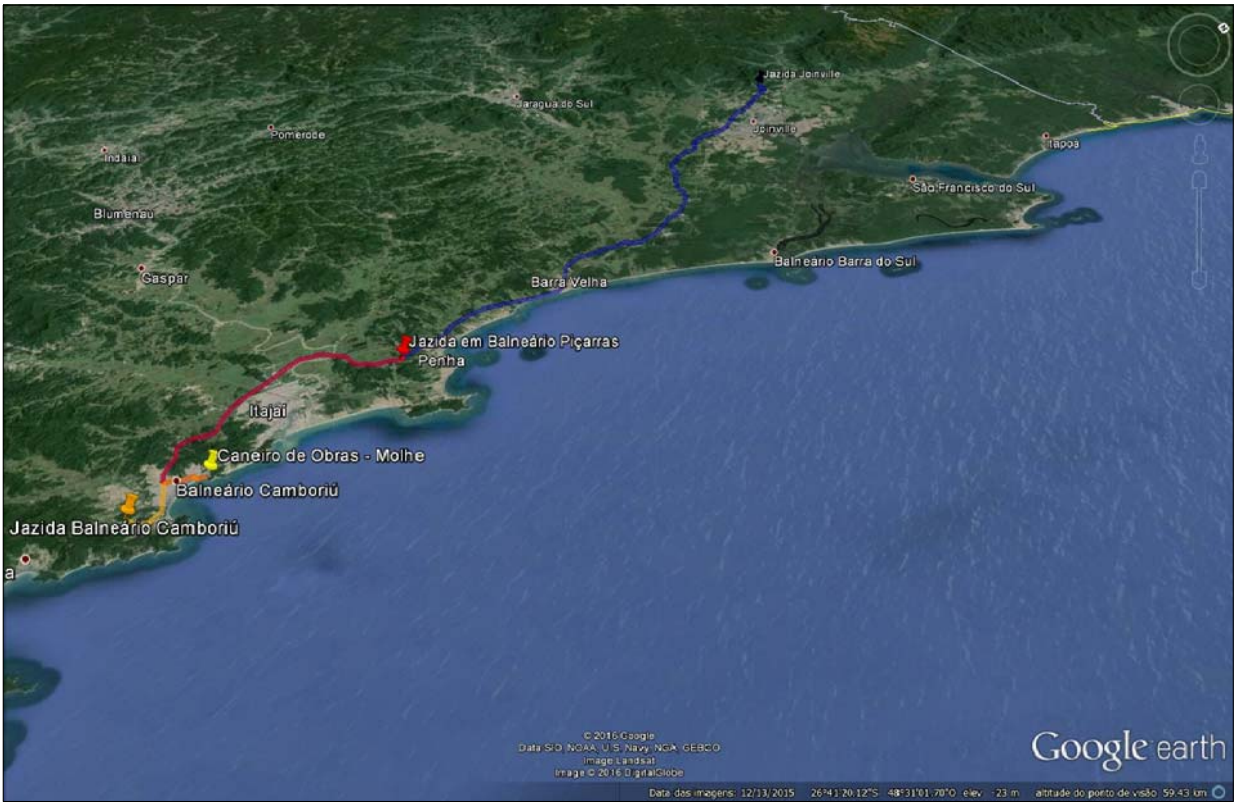 Jazida Joinville
Jaragua do Sul
Joinville
Pomerode
Itapoa
Indaial
São Francisco do Sul
Blumenau
Balneário Barra do Sul
Gaspar
Barra Velha
Jazida em Balneário Piçarras
Penha
Itajaí
Caneiro de Obras - Molhe
Balneário Camboriú
Jazida Balneário Camboriú
a
© 2016 Google
Data SIO, NOAA, U.S. Navy, NGA, GEBCO
Image Landsat
Image © 2016 DigitalGlobe
Google earth
Data das imagens: 12/13/2015 26°41'20.12"S 48°31'01.70"O elev -23 m altitude do ponto de visão 59.43 km